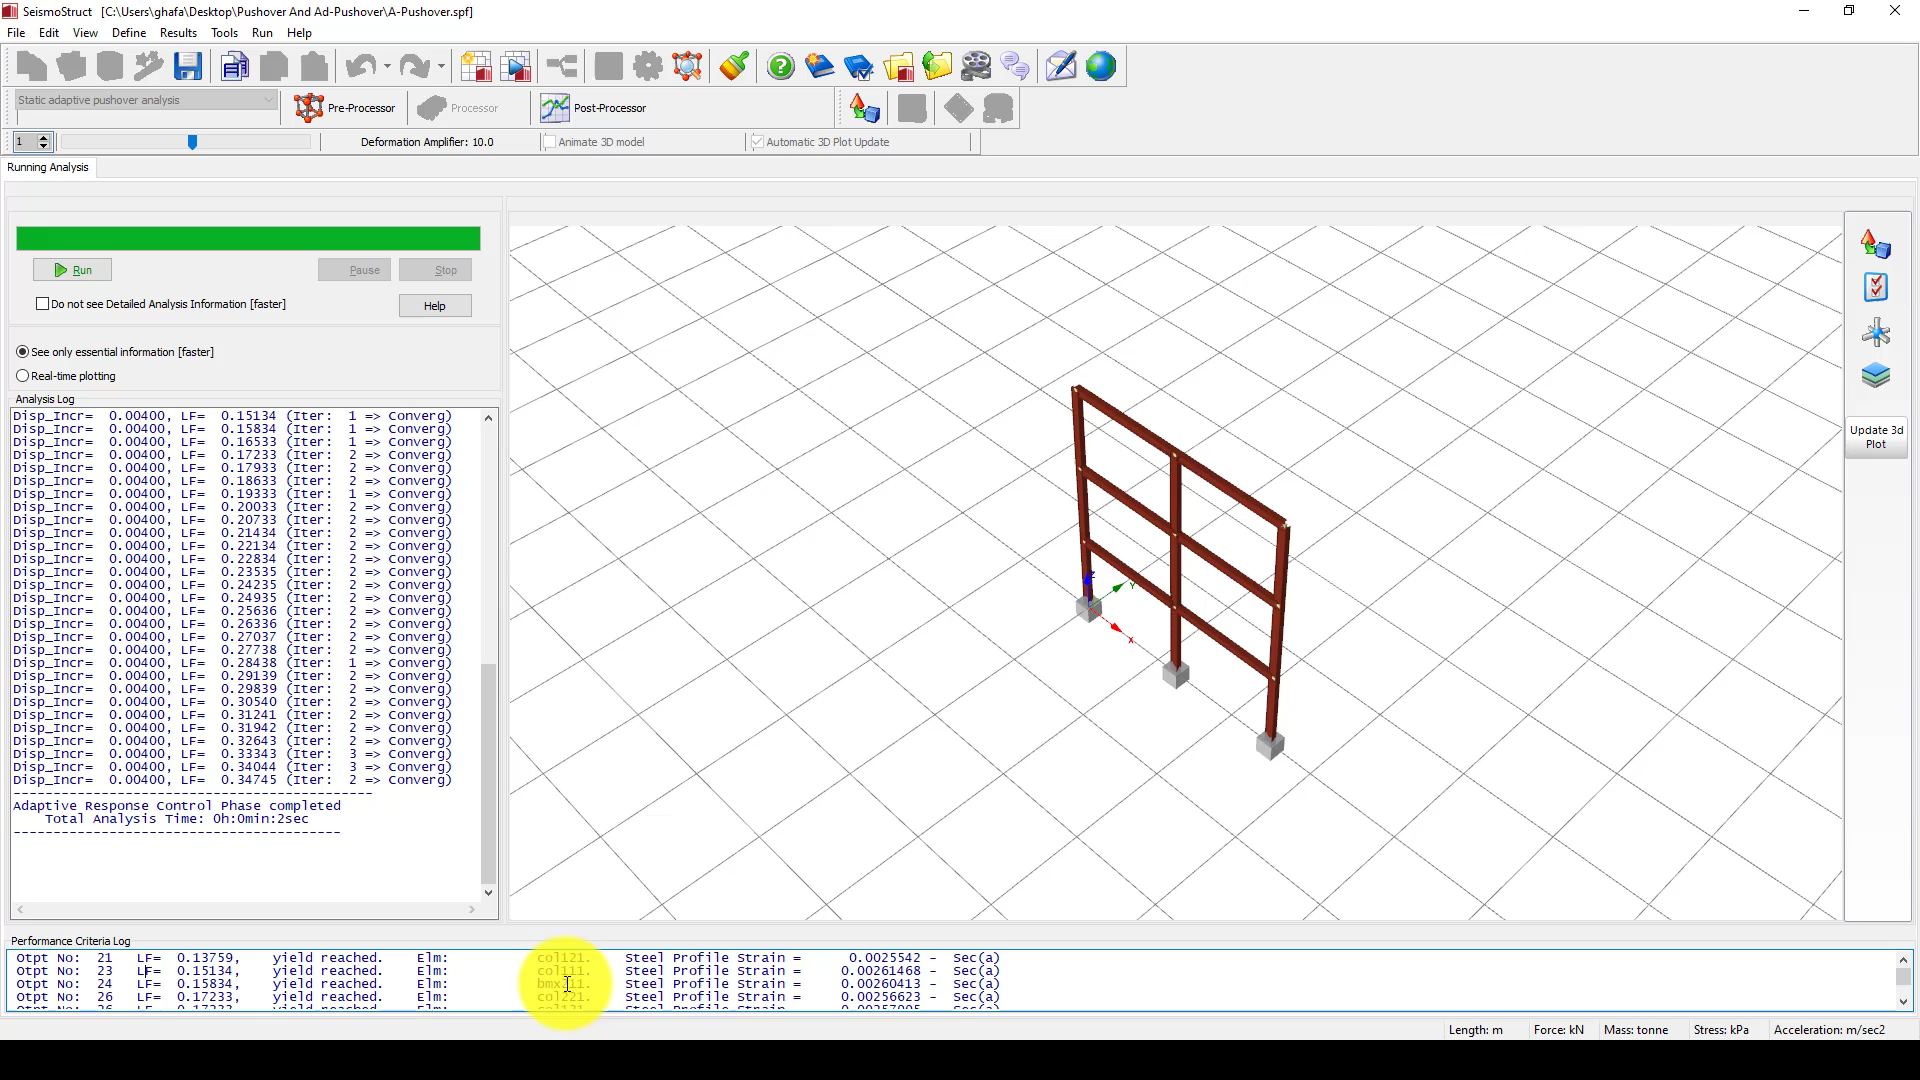 SeismoStruct [C:\Users\ghafa\Desktop\Pushover And Ad-Pushover\A-Pushover.spf]
File Edit View Define Results Tools Run Help
Static adaptive pushover analysis
Pre-Processor
Processor
Post-Processor
1
Deformation Amplifier: 10.0
Animate 3D model
Automatic 3D Plot Update
Running Analysis
Run
Pause
Stop
Do not see Detailed Analysis Information [faster]
Help
See only essential information [faster]
Real-time plotting
Analysis Log
Disp_Incr= 0.00400, LF= 0.15134 (Iter: 1 => Converg)
Disp_Incr= 0.00400, LF= 0.15834 (Iter: 1 => Converg)
Disp_Incr= 0.00400, LF= 0.16533 (Iter: 1 => Converg)
Disp_Incr= 0.00400, LF= 0.17233 (Iter: 2 => Converg)
Disp_Incr= 0.00400, LF= 0.17933 (Iter: 2 => Converg)
Disp_Incr= 0.00400, LF= 0.18633 (Iter: 2 => Converg)
Disp_Incr= 0.00400, LF= 0.19333 (Iter: 1 => Converg)
Disp_Incr= 0.00400, LF= 0.20033 (Iter: 2 => Converg)
Disp_Incr= 0.00400, LF= 0.20733 (Iter: 2 => Converg)
Disp_Incr= 0.00400, LF= 0.21434 (Iter: 2 => Converg)
Disp_Incr= 0.00400, LF= 0.22134 (Iter: 2 => Converg)
Disp_Incr= 0.00400, LF= 0.22834 (Iter: 2 => Converg)
Disp_Incr= 0.00400, LF= 0.23535 (Iter: 2 => Converg)
Disp_Incr= 0.00400, LF= 0.24235 (Iter: 2 => Converg)
Disp_Incr= 0.00400, LF= 0.24935 (Iter: 2 => Converg)
Disp_Incr= 0.00400, LF= 0.25636 (Iter: 2 => Converg)
Disp_Incr= 0.00400, LF= 0.26336 (Iter: 2 => Converg)
Disp_Incr= 0.00400, LF= 0.27037 (Iter: 2 => Converg)
Disp_Incr= 0.00400, LF= 0.27738 (Iter: 2 => Converg)
Disp_Incr= 0.00400, LF= 0.28438 (Iter: 1 => Converg)
Disp_Incr= 0.00400, LF= 0.29139 (Iter: 2 => Converg)
Disp_Incr= 0.00400, LF= 0.29839 (Iter: 2 => Converg)
Disp_Incr= 0.00400, LF= 0.30540 (Iter: 2 => Converg)
Disp_Incr= 0.00400, LF= 0.31241 (Iter: 2 => Converg)
Disp_Incr= 0.00400, LF= 0.31942 (Iter: 2 => Converg)
Disp_Incr= 0.00400, LF= 0.32643 (Iter: 2 => Converg)
Disp_Incr= 0.00400, LF= 0.33343 (Iter: 3 => Converg)
Disp_Incr= 0.00400, LF= 0.34044 (Iter: 3 => Converg)
Disp_Incr= 0.00400, LF= 0.34745 (Iter: 2 => Converg)
---------------------------------------------
Adaptive Response Control Phase completed
Total Analysis Time: 0h:0min:2sec
-----------------------------------------
Z
Y
X
Update 3d
Plot
Performance Criteria Log
Otpt No: 21 LF= 0.13759, yield reached. Elm: col121. Steel Profile Strain = 0.0025542 - Sec(a)
Otpt No: 23 LF= 0.15134, yield reached. Elm: col111. Steel Profile Strain = 0.00261468 - Sec(a)
Otpt No: 24 LF= 0.15834, yield reached. Elm: Steel Profile Strain = 0.00260413 - Sec(a)
Otpt No: 26 LF= 0.17233, yield reached. Elm: col221. Steel Profile Strain = 0.00256623 - Sec(a)
Otpt No: 26 LF= 0.17233, yield reached. Elm: Steel Profile Strain = Sec(a)
Length: m Force: kN Mass: tonne Stress: kPa Acceleration: m/sec2